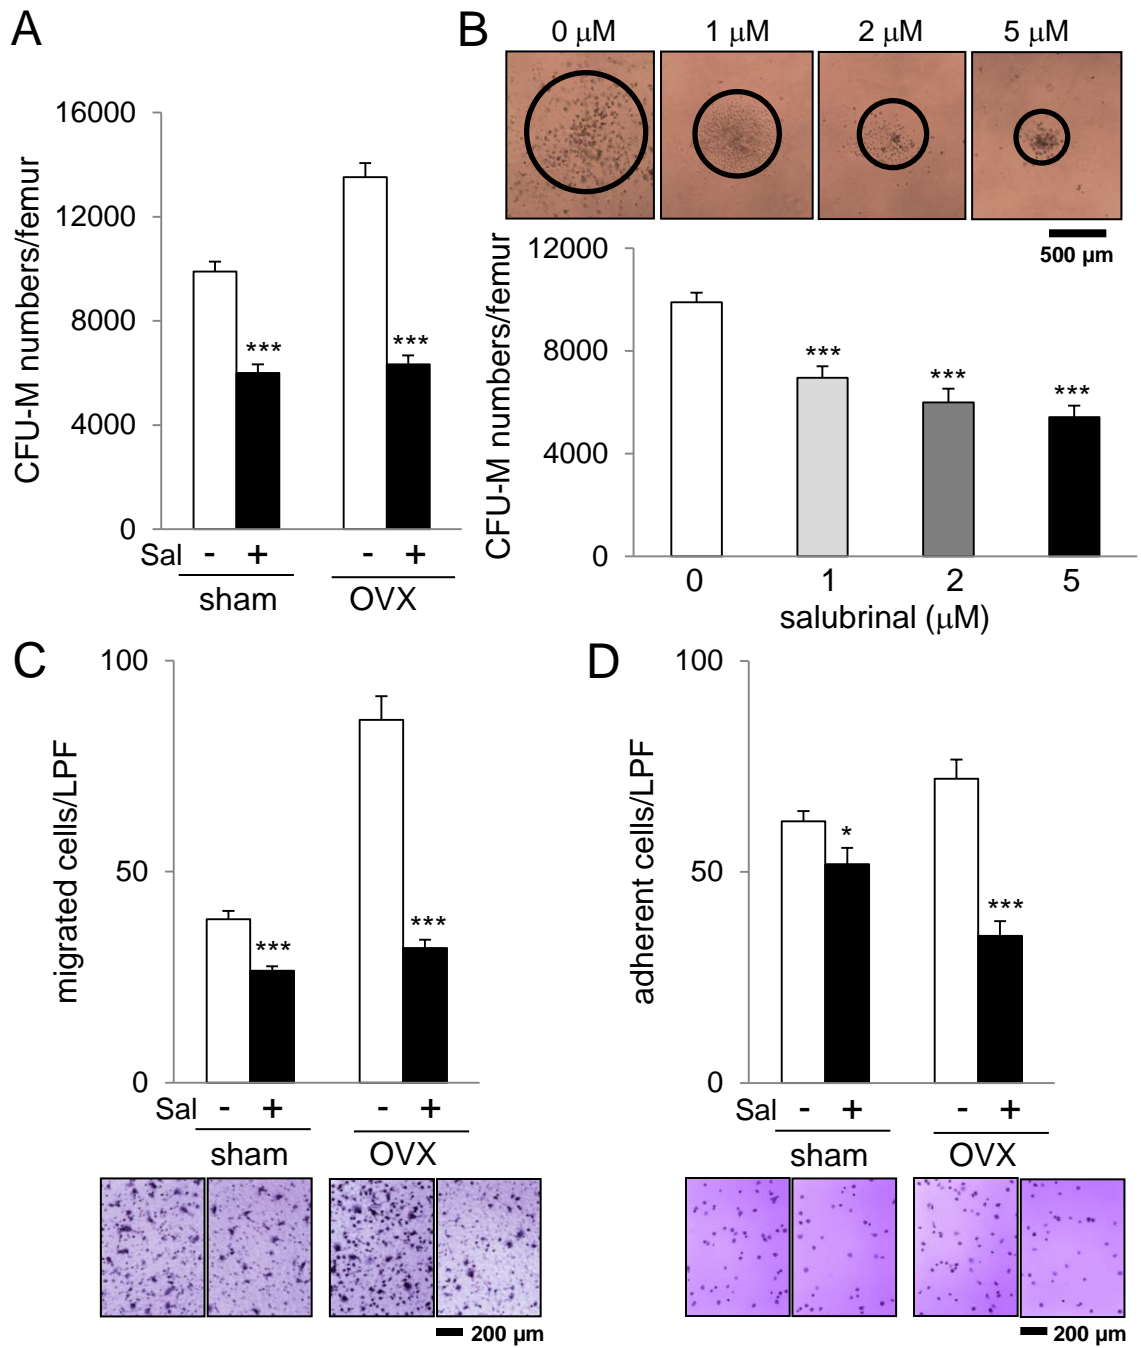 A
16000
12000
8000
4000
0
CFU-M numbers/femur
***
***
Sal - + - +
sham OVX
B
0 µM 1 µM 2 µM 5 µM
500 µm
12000
8000
4000
0
CFU-M numbers/femur
***
***
***
0 1 2 5
salubrinal (µM)
C
100
50
0
migrated cells/LPF
***
***
Sal - + - +
sham OVX
200 µm
D
100
50
0
adherent cells/LPF
*
***
Sal - + - +
sham OVX
200 µm